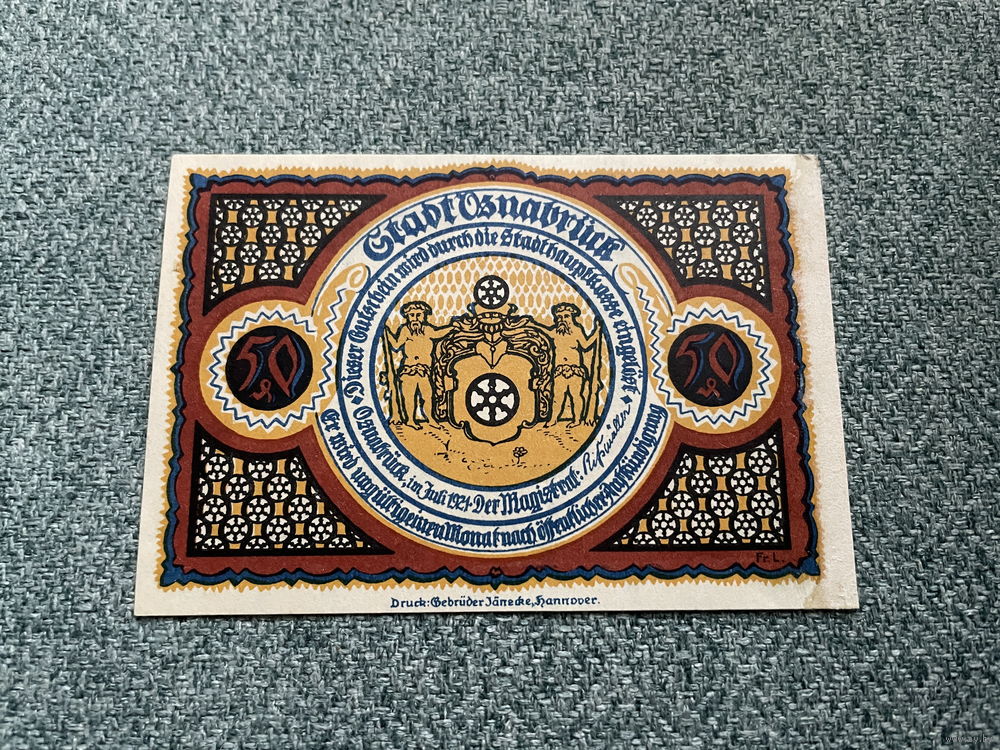 Stadt Osnabrück
Dieser Gutschein wird durch die Stadthauptkasse eingelöst
50 ₰
50 ₰
Osnabrück, im Juli 1921 · Der Magistrat:
Er wird ungültig einen Monat nach öffentlicher Aufkündigung
Fr. L.
Druck: Gebrüder Jänecke, Hannover.